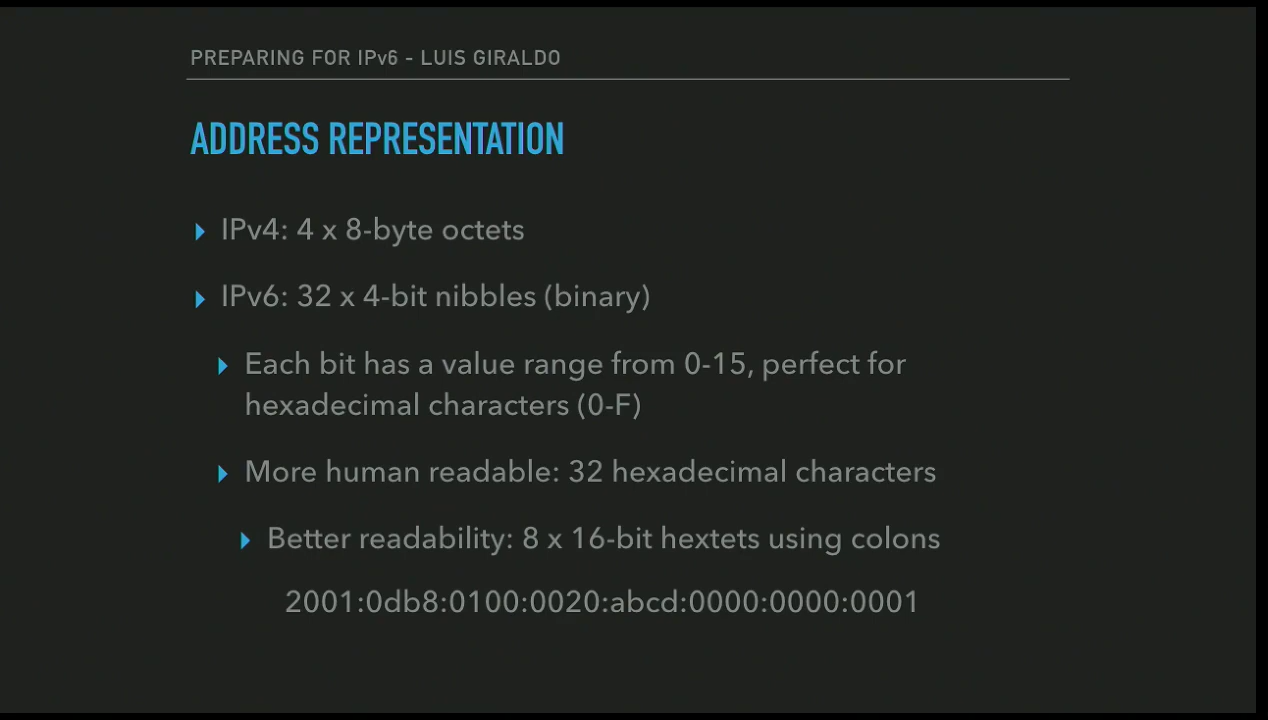 PREPARING FOR IPv6 - LUIS GIRALDO
ADDRESS REPRESENTATION
IPv4: 4 x 8-byte octets
IPv6: 32 x 4-bit nibbles (binary)
Each bit has a value range from 0-15, perfect for
hexadecimal characters (0-F)
More human readable: 32 hexadecimal characters
Better readability: 8 x 16-bit hextets using colons
2001:0db8:0100:0020:abcd:0000:0000:0001